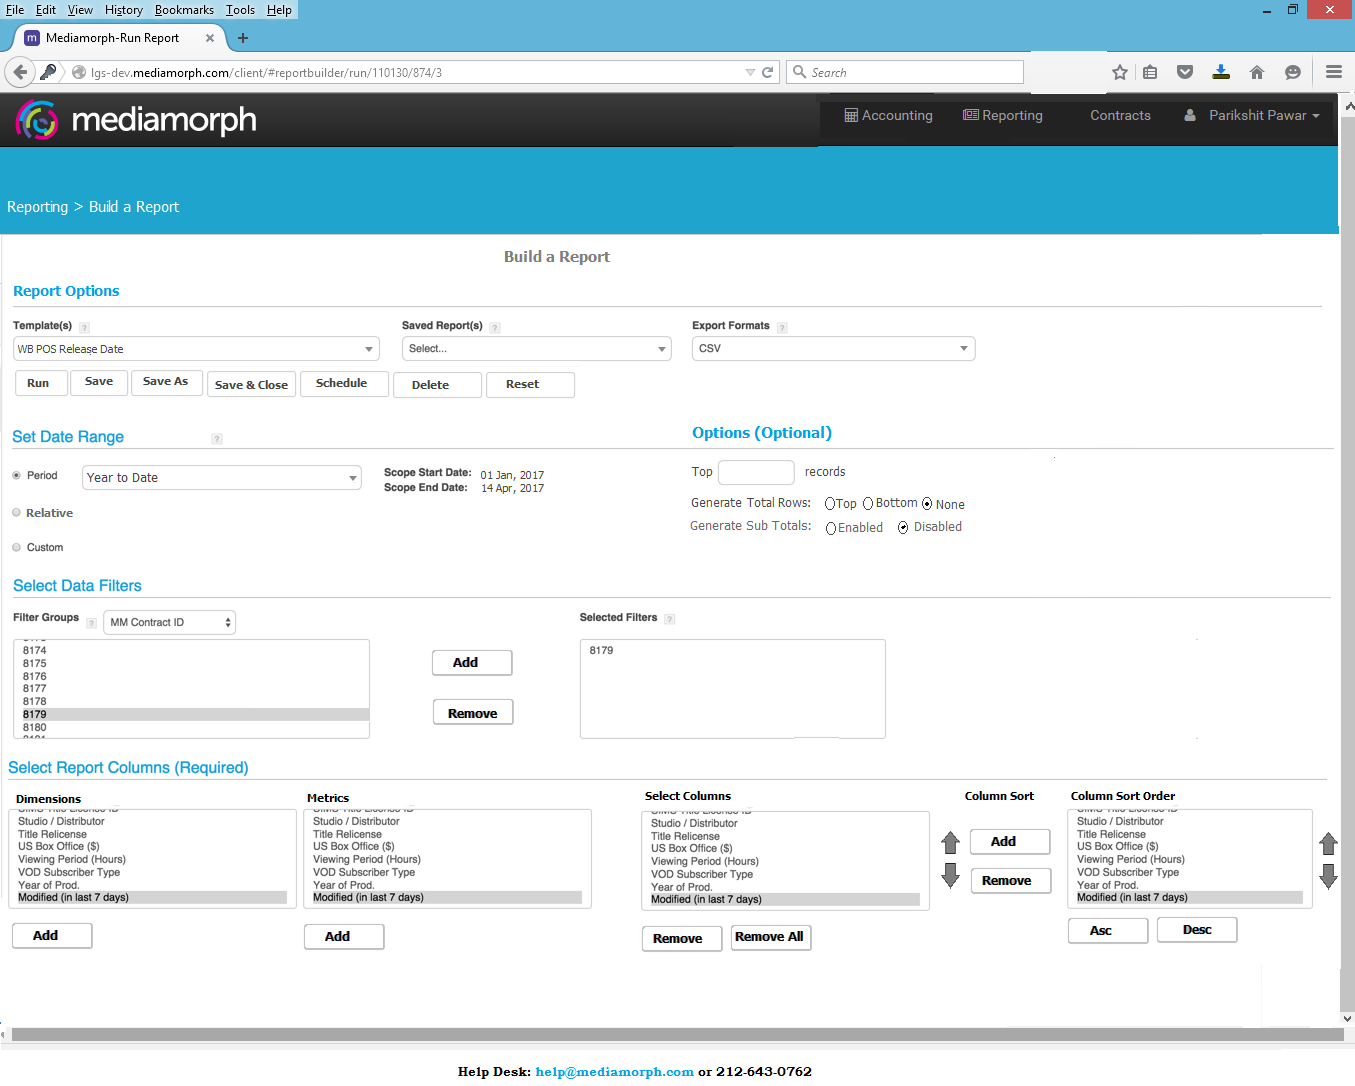 File Edit View History Bookmarks Tools Help
m Mediamorph-Run Report
lgs-dev.mediamorph.com/client/#reportbuilder/run/110130/874/3 Search
mediamorph Accounting Reporting Contracts Parikshit Pawar
Reporting > Build a Report
Build a Report
Report Options
Template(s) ? Saved Report(s) ? Export Formats ?
WB POS Release Date Select... CSV
Run Save Save As Save & Close Schedule Delete Reset
Set Date Range ? Options (Optional)
Period Year to Date Scope Start Date: 01 Jan, 2017 Top records
Scope End Date: 14 Apr, 2017
Generate Total Rows: Top Bottom None
Relative
Generate Sub Totals: Enabled Disabled
Custom
Select Data Filters
Filter Groups ? MM Contract ID Selected Filters ?
8174 8179
8175
8176 Add
8177
8178
8179 Remove
8180
Select Report Columns (Required)
Dimensions Metrics Select Columns Column Sort Column Sort Order
Studio / Distributor Studio / Distributor Studio / Distributor Studio / Distributor
Title Relicense Title Relicense Title Relicense Add Title Relicense
US Box Office ($) US Box Office ($) US Box Office ($) US Box Office ($)
Viewing Period (Hours) Viewing Period (Hours) Viewing Period (Hours) Viewing Period (Hours)
VOD Subscriber Type VOD Subscriber Type VOD Subscriber Type VOD Subscriber Type
Year of Prod. Year of Prod. Year of Prod. Remove Year of Prod.
Modified (in last 7 days) Modified (in last 7 days) Modified (in last 7 days) Modified (in last 7 days)
Add Add Remove Remove All Asc Desc
Help Desk: help@mediamorph.com or 212-643-0762